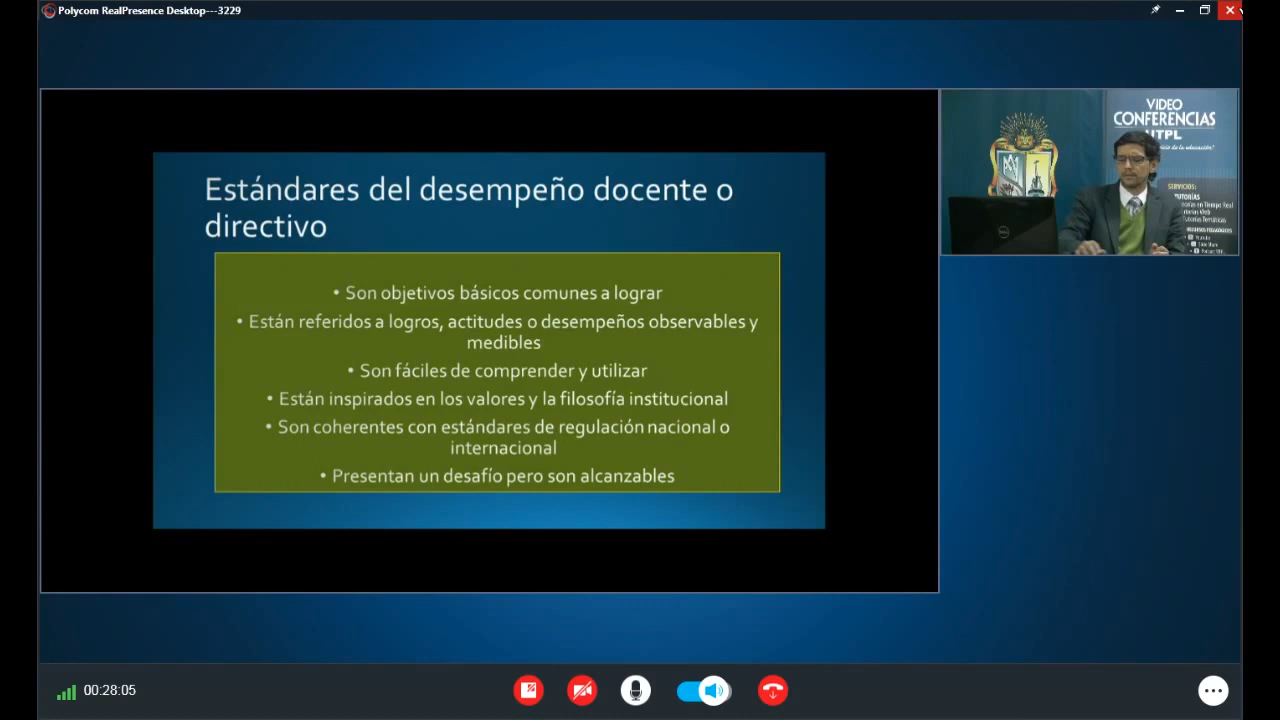 Polycom RealPresence Desktop---3229
Estándares del desempeño docente o
directivo
• Son objetivos básicos comunes a lograr
• Están referidos a logros, actitudes o desempeños observables y
medibles
• Son fáciles de comprender y utilizar
• Están inspirados en los valores y la filosofía institucional
• Son coherentes con estándares de regulación nacional o
internacional
• Presentan un desafío pero son alcanzables
VIDEO
CONFERENCIAS
UTPL
SERVICIOS:
00:28:05